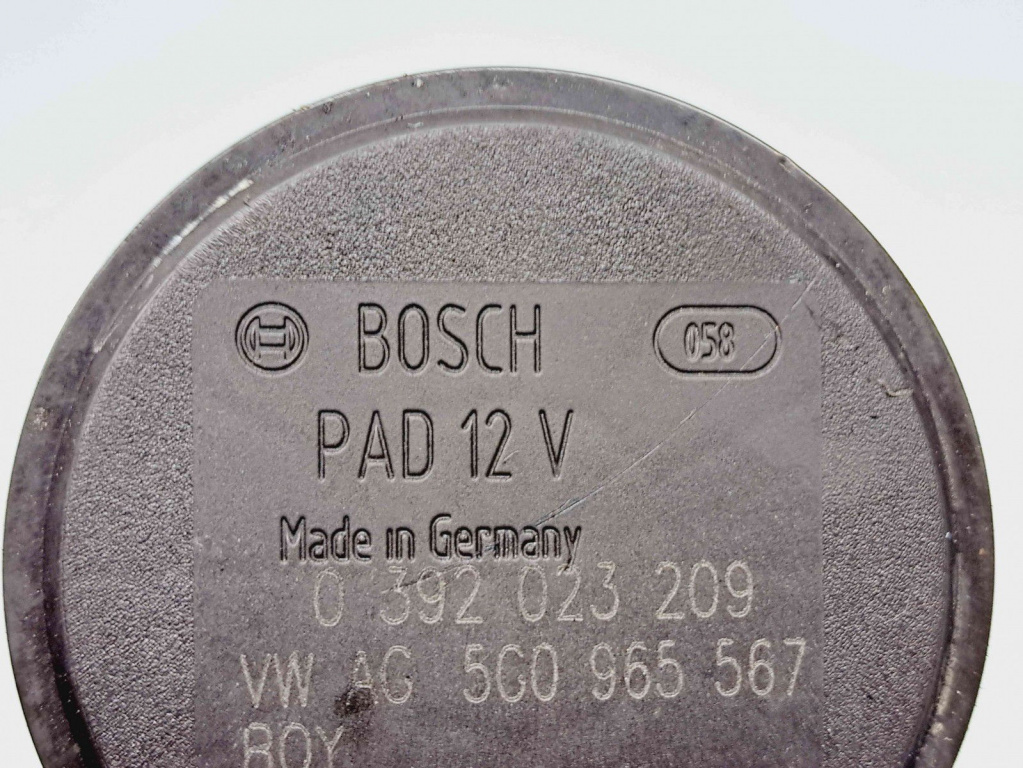 BOSCH 058
PAD 12 V
Made in Germany
0 392 023 209
VW AG 5G0 965 567